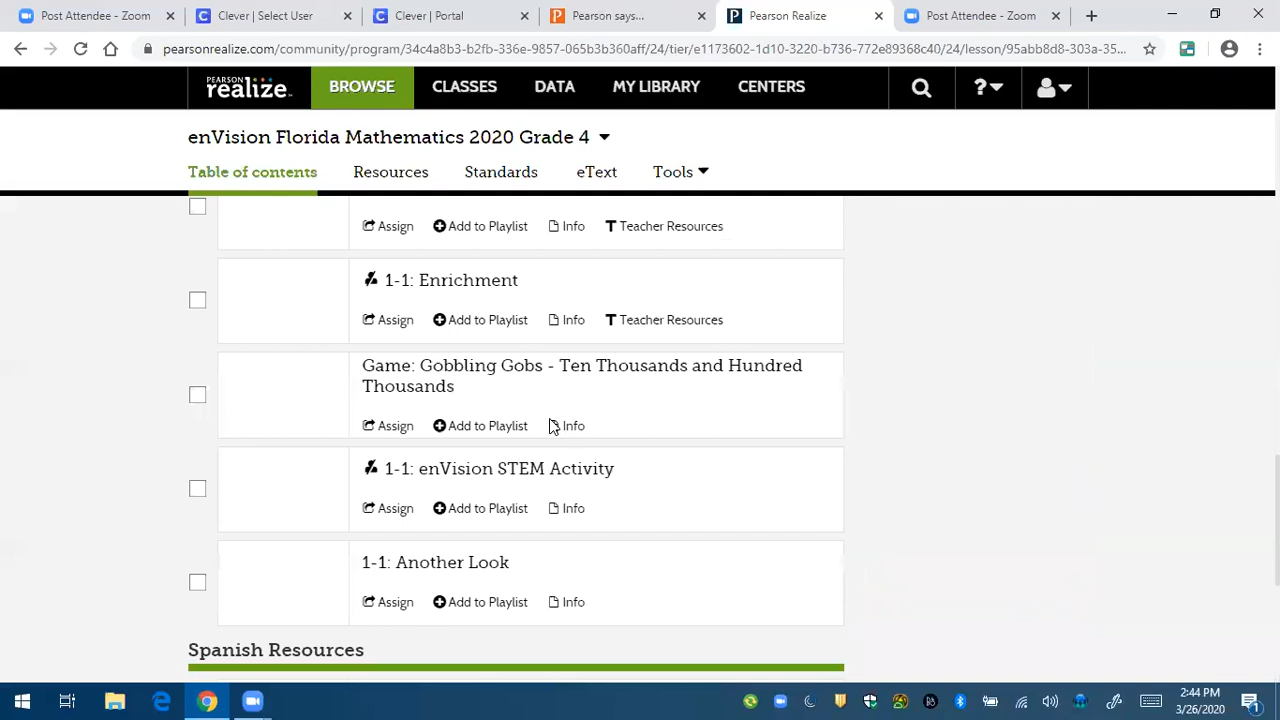 Post Attendee - Zoom
Clever | Select User
Clever | Portal
Pearson says...
Pearson Realize
Post Attendee - Zoom
pearsonrealize.com/community/program/34c4a8b3-b2fb-336e-9857-065b3b360aff/24/tier/e1173602-1d10-3220-b736-772e89368c40/24/lesson/95abb8d8-303a-35...
PEARSON
realize™
BROWSE
CLASSES
DATA
MY LIBRARY
CENTERS
?
enVision Florida Mathematics 2020 Grade 4
Table of contents
Resources
Standards
eText
Tools
Assign
Add to Playlist
Info
T Teacher Resources
1-1: Enrichment
Assign
Add to Playlist
Info
T Teacher Resources
Game: Gobbling Gobs - Ten Thousands and Hundred
Thousands
Assign
Add to Playlist
Info
1-1: enVision STEM Activity
Assign
Add to Playlist
Info
1-1: Another Look
Assign
Add to Playlist
Info
Spanish Resources
2:44 PM
3/26/2020
1